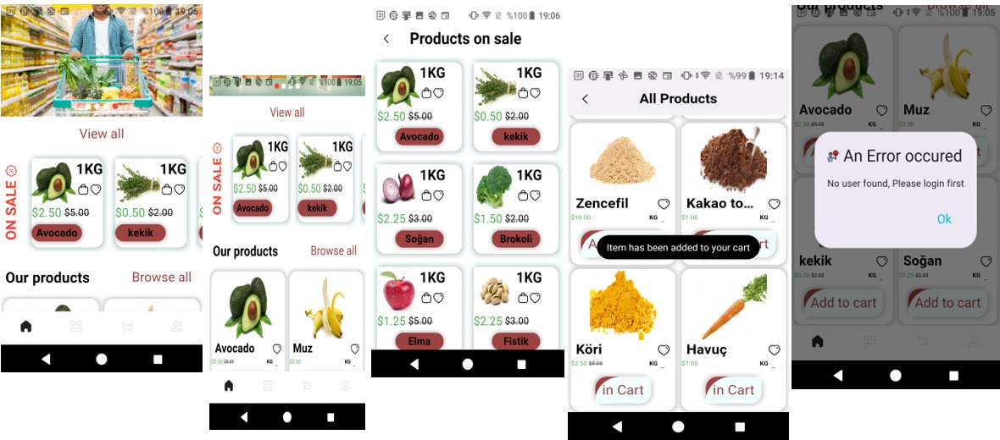 %100 19:05
View all
ON SALE
1KG
1KG
$2.50 $5.00
$0.50 $2.00
Avocado
kekik
Our products
Browse all
%100 19:05
View all
ON SALE
1KG
1KG
$2.50 $5.00
$0.50 $2.00
Avocado
kekik
Our products
Browse all
Avocado
Muz
$2.50 $5.00
KG
$3.00
KG
31 %100 19:06
Products on sale
1KG
1KG
$2.50 $5.00
$0.50 $2.00
Avocado
kekik
1KG
1KG
$2.25 $3.00
$1.50 $2.00
Soğan
Brokoli
1KG
1KG
$1.25 $5.00
$2.25 $3.00
Elma
Fistik
31 %99 19:14
All Products
Zencefil
Kakao to...
$10.00
KG
$1.00
KG
Item has been added to your cart
Köri
Havuç
$2.50 $5.00
KG
$7.00
KG
in Cart
in Cart
Our products
Browse all
%100 19:05
Avocado
Muz
$2.50 $5.00
KG
$3.00
KG
An Error occured
No user found, Please login first
Ok
kekik
Soğan
$0.50 $2.00
KG
$2.25 $3.00
KG
Add to cart
Add to cart